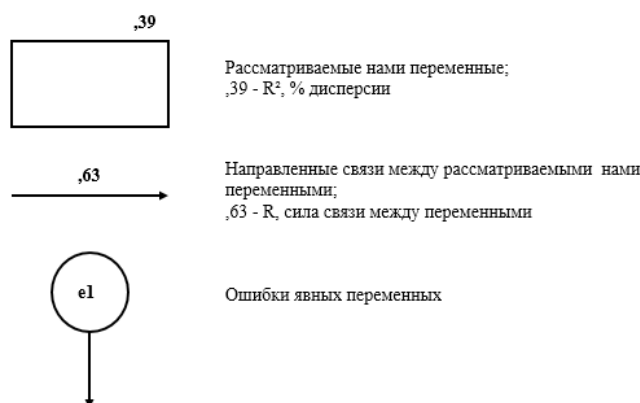 ,39
Рассматриваемые нами переменные;
,39 - R², % дисперсии
,63
Направленные связи между рассматриваемыми нами
переменными;
,63 - R, сила связи между переменными
e1
Ошибки явных переменных